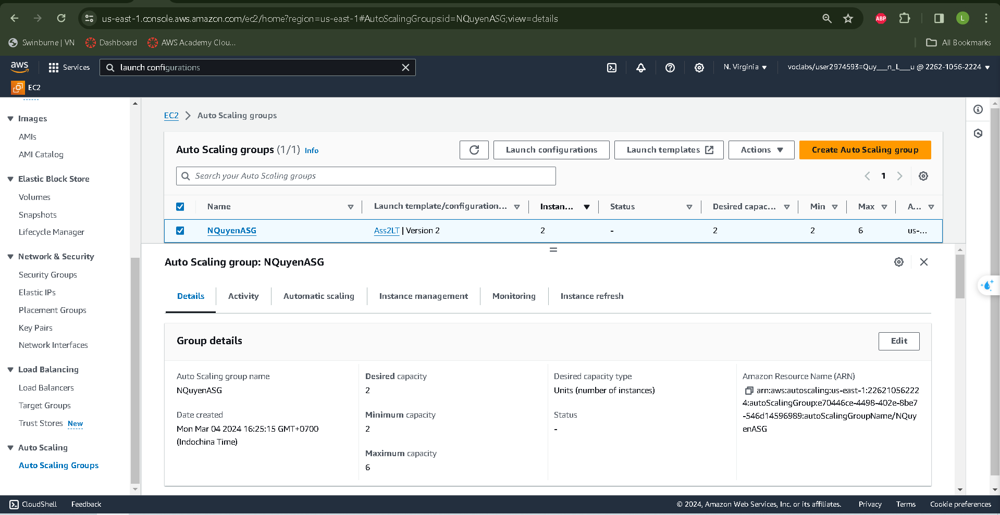 us-east-1.console.aws.amazon.com/ec2/home?region=us-east-1#AutoScalingGroups:id=NQuyenASG;view=details
ABP
L
Swinburne | VN
Dashboard
AWS Academy Clou...
All Bookmarks
aws
Services
launch configurations
N. Virginia
voclabs/user2974593=Quy___n_L___u @ 2262-1056-2224
EC2
Images
AMIs
AMI Catalog
Elastic Block Store
Volumes
Snapshots
Lifecycle Manager
Network & Security
Security Groups
Elastic IPs
Placement Groups
Key Pairs
Network Interfaces
Load Balancing
Load Balancers
Target Groups
Trust Stores New
Auto Scaling
Auto Scaling Groups
EC2 > Auto Scaling groups
Auto Scaling groups (1/1) Info
Launch configurations
Launch templates
Actions
Create Auto Scaling group
Search your Auto Scaling groups
1
Name Launch template/configuration... Instan... Status Desired capac... Min Max A...
NQuyenASG Ass2LT | Version 2 2 - 2 2 6 us-...
Auto Scaling group: NQuyenASG
Details Activity Automatic scaling Instance management Monitoring Instance refresh
Group details
Edit
Auto Scaling group name
NQuyenASG
Date created
Mon Mar 04 2024 16:25:15 GMT+0700
(Indochina Time)
Desired capacity
2
Minimum capacity
2
Maximum capacity
6
Desired capacity type
Units (number of instances)
Status
-
Amazon Resource Name (ARN)
arn:aws:autoscaling:us-east-1:22621056222
4:autoScalingGroup:e70446ce-4498-402e-8be7
-546d14596989:autoScalingGroupName/NQuy
enASG
CloudShell
Feedback
© 2024, Amazon Web Services, Inc. or its affiliates.
Privacy
Terms
Cookie preferences